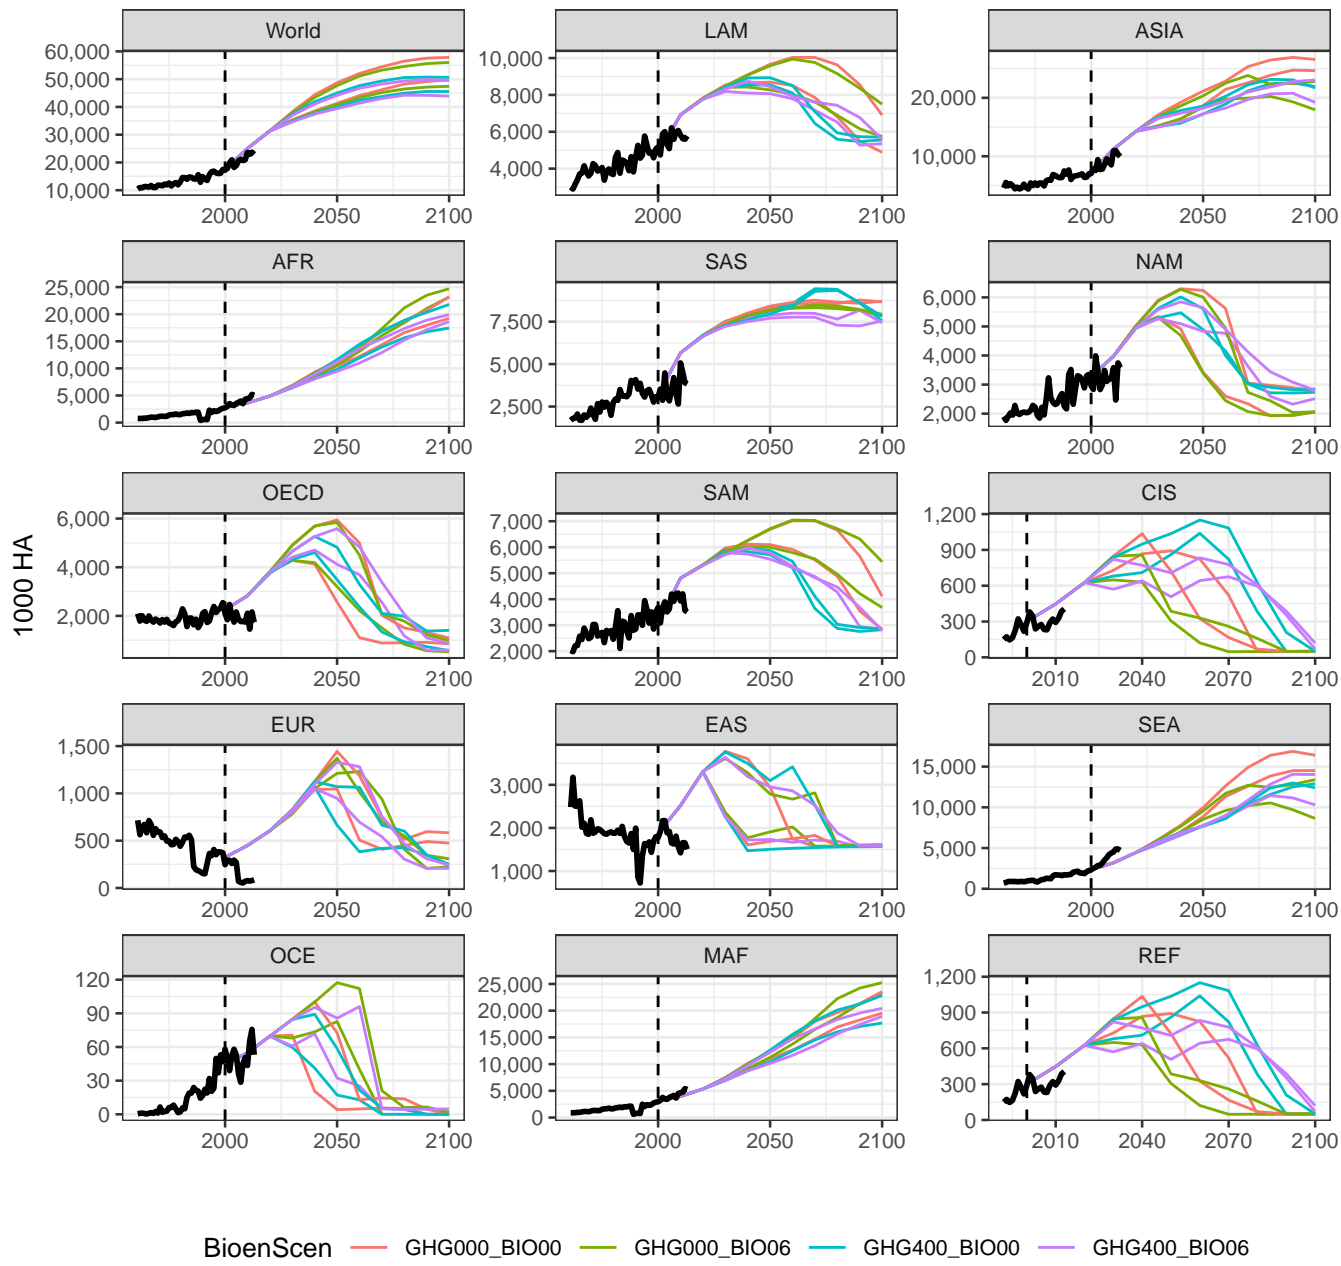 World
LAM
ASIA
60,000
50,000
40,000
30,000
20,000
10,000
2000 2050 2100
10,000
8,000
6,000
4,000
2000 2050 2100
20,000
10,000
2000 2050 2100
AFR
SAS
NAM
25,000
20,000
15,000
10,000
5,000
0
2000 2050 2100
7,500
5,000
2,500
2000 2050 2100
6,000
5,000
4,000
3,000
2,000
2000 2050 2100
OECD
SAM
CIS
6,000
4,000
2,000
2000 2050 2100
7,000
6,000
5,000
4,000
3,000
2,000
2000 2050 2100
1,200
900
600
300
0
2010 2040 2070 2100
1000 HA
EUR
EAS
SEA
1,500
1,000
500
0
2000 2050 2100
3,000
2,000
1,000
2000 2050 2100
15,000
10,000
5,000
0
2000 2050 2100
OCE
MAF
REF
120
90
60
30
0
2000 2050 2100
25,000
20,000
15,000
10,000
5,000
0
2000 2050 2100
1,200
900
600
300
0
2010 2040 2070 2100
BioenScen GHG000_BIO00 GHG000_BIO06 GHG400_BIO00 GHG400_BIO06